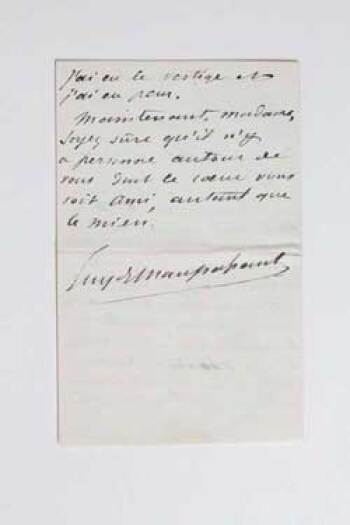 J'ai eu le vertige et
j'ai eu peur.
Maintenant, madame,
soyez sûre qu'il n'y
a personne autour de
vous dont le cœur vous
soit ami, autant que
le mien.
Guy de Maupassant